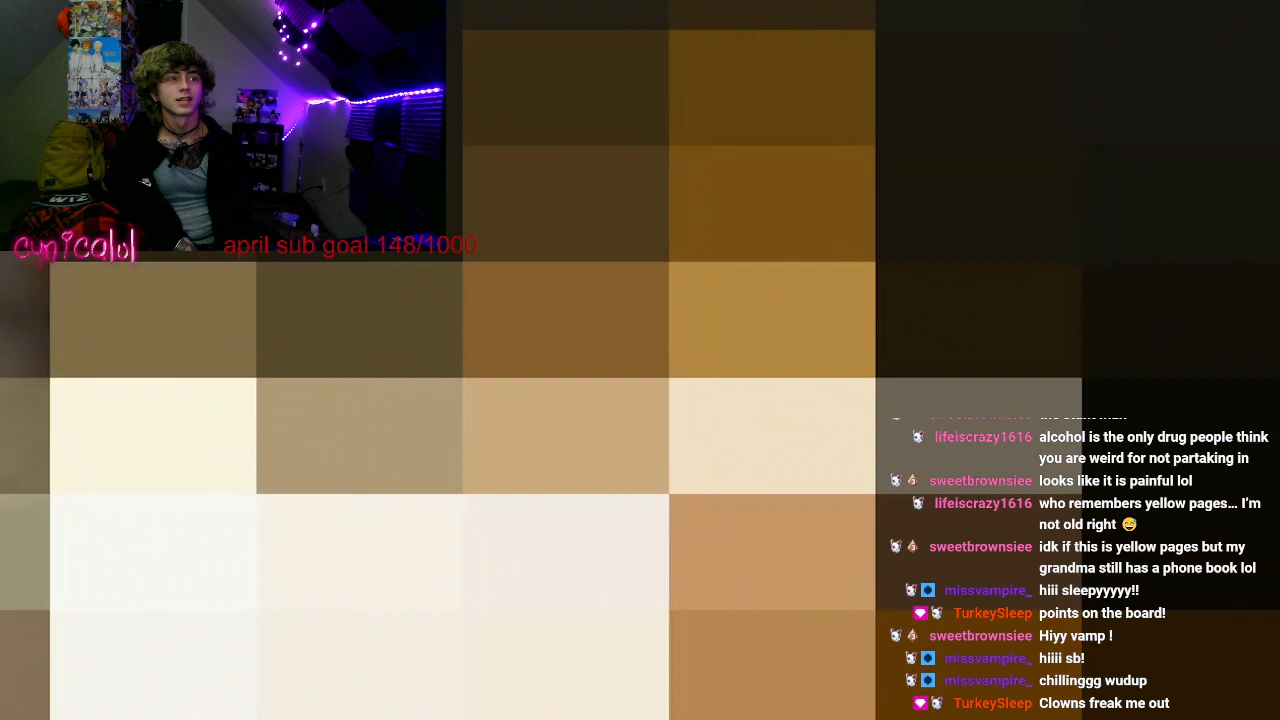 WIZ
cynicalol
april sub goal 148/1000
lifeiscrazy1616 alcohol is the only drug people think
you are weird for not partaking in
sweetbrownsiee looks like it is painful lol
lifeiscrazy1616 who remembers yellow pages... I'm
not old right 😅
sweetbrownsiee idk if this is yellow pages but my
grandma still has a phone book lol
missvampire_ hiii sleepyyyyy!!
TurkeySleep points on the board!
sweetbrownsiee Hiyy vamp !
missvampire_ hiiii sb!
missvampire_ chillinggg wudup
TurkeySleep Clowns freak me out